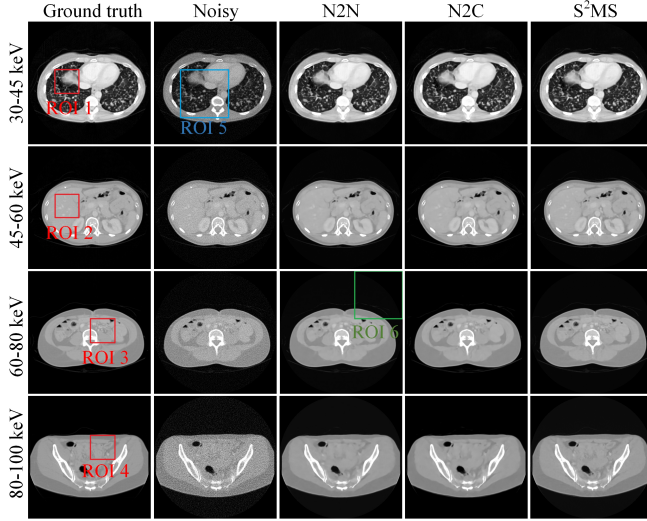 Ground truth Noisy N2N N2C S²MS
30-45 keV
ROI 1
ROI 5
45-60 keV
ROI 2
60-80 keV
ROI 3
ROI 6
80-100 keV
ROI 4